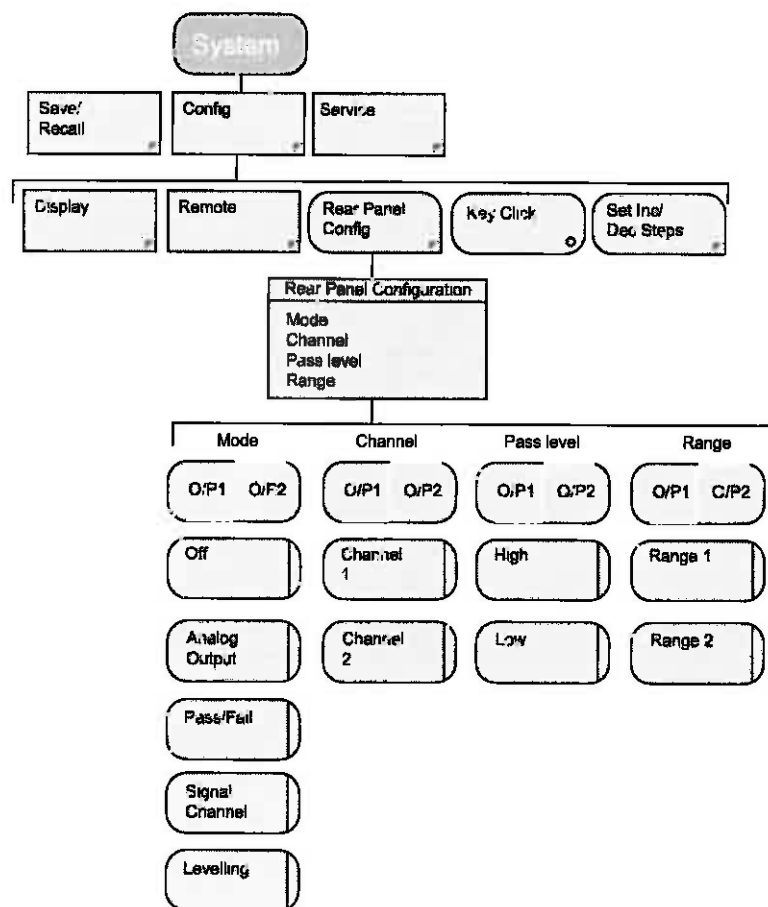 System
Save/
Recall
Config
Service
Display
Remote
Rear Panel
Config
Key Click
Set Inc/
Dec Steps
Rear Panel Configuration
Mode
Channel
Pass level
Range
Mode
Channel
Pass level
Range
O/P1 O/P2
O/P1 O/P2
O/P1 O/P2
O/P1 O/P2
Off
Channel
1
High
Range 1
Analog
Output
Channel
2
Low
Range 2
Pass/Fail
Signal
Channel
Levelling